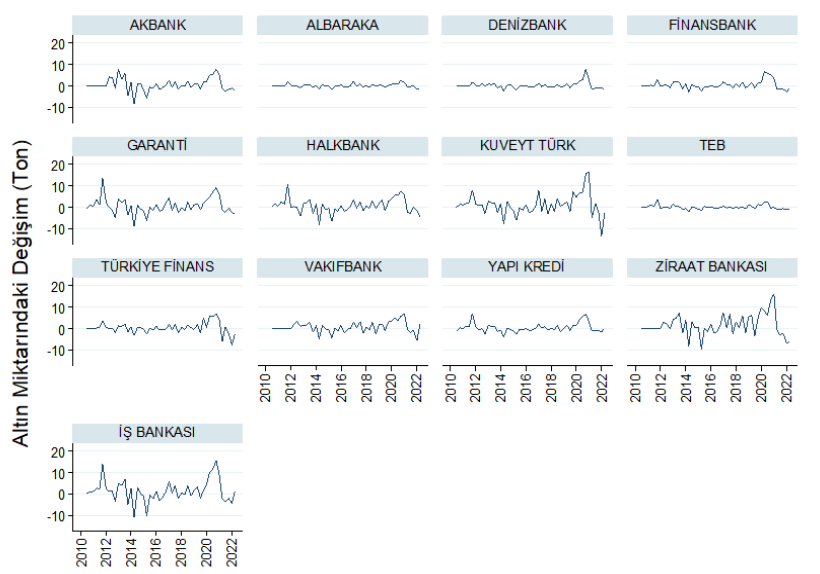 AKBANK ALBARAKA DENİZBANK FİNANSBANK
20
10
0
-10
GARANTİ HALKBANK KUVEYT TÜRK TEB
20
10
0
-10
TÜRKİYE FİNANS VAKIFBANK YAPI KREDİ ZİRAAT BANKASI
20
10
0
-10
2010 2012 2014 2016 2018 2020 2022 2010 2012 2014 2016 2018 2020 2022 2010 2012 2014 2016 2018 2020 2022
İŞ BANKASI
20
10
0
-10
2010 2012 2014 2016 2018 2020 2022
Altın Miktarındaki Değişim (Ton)